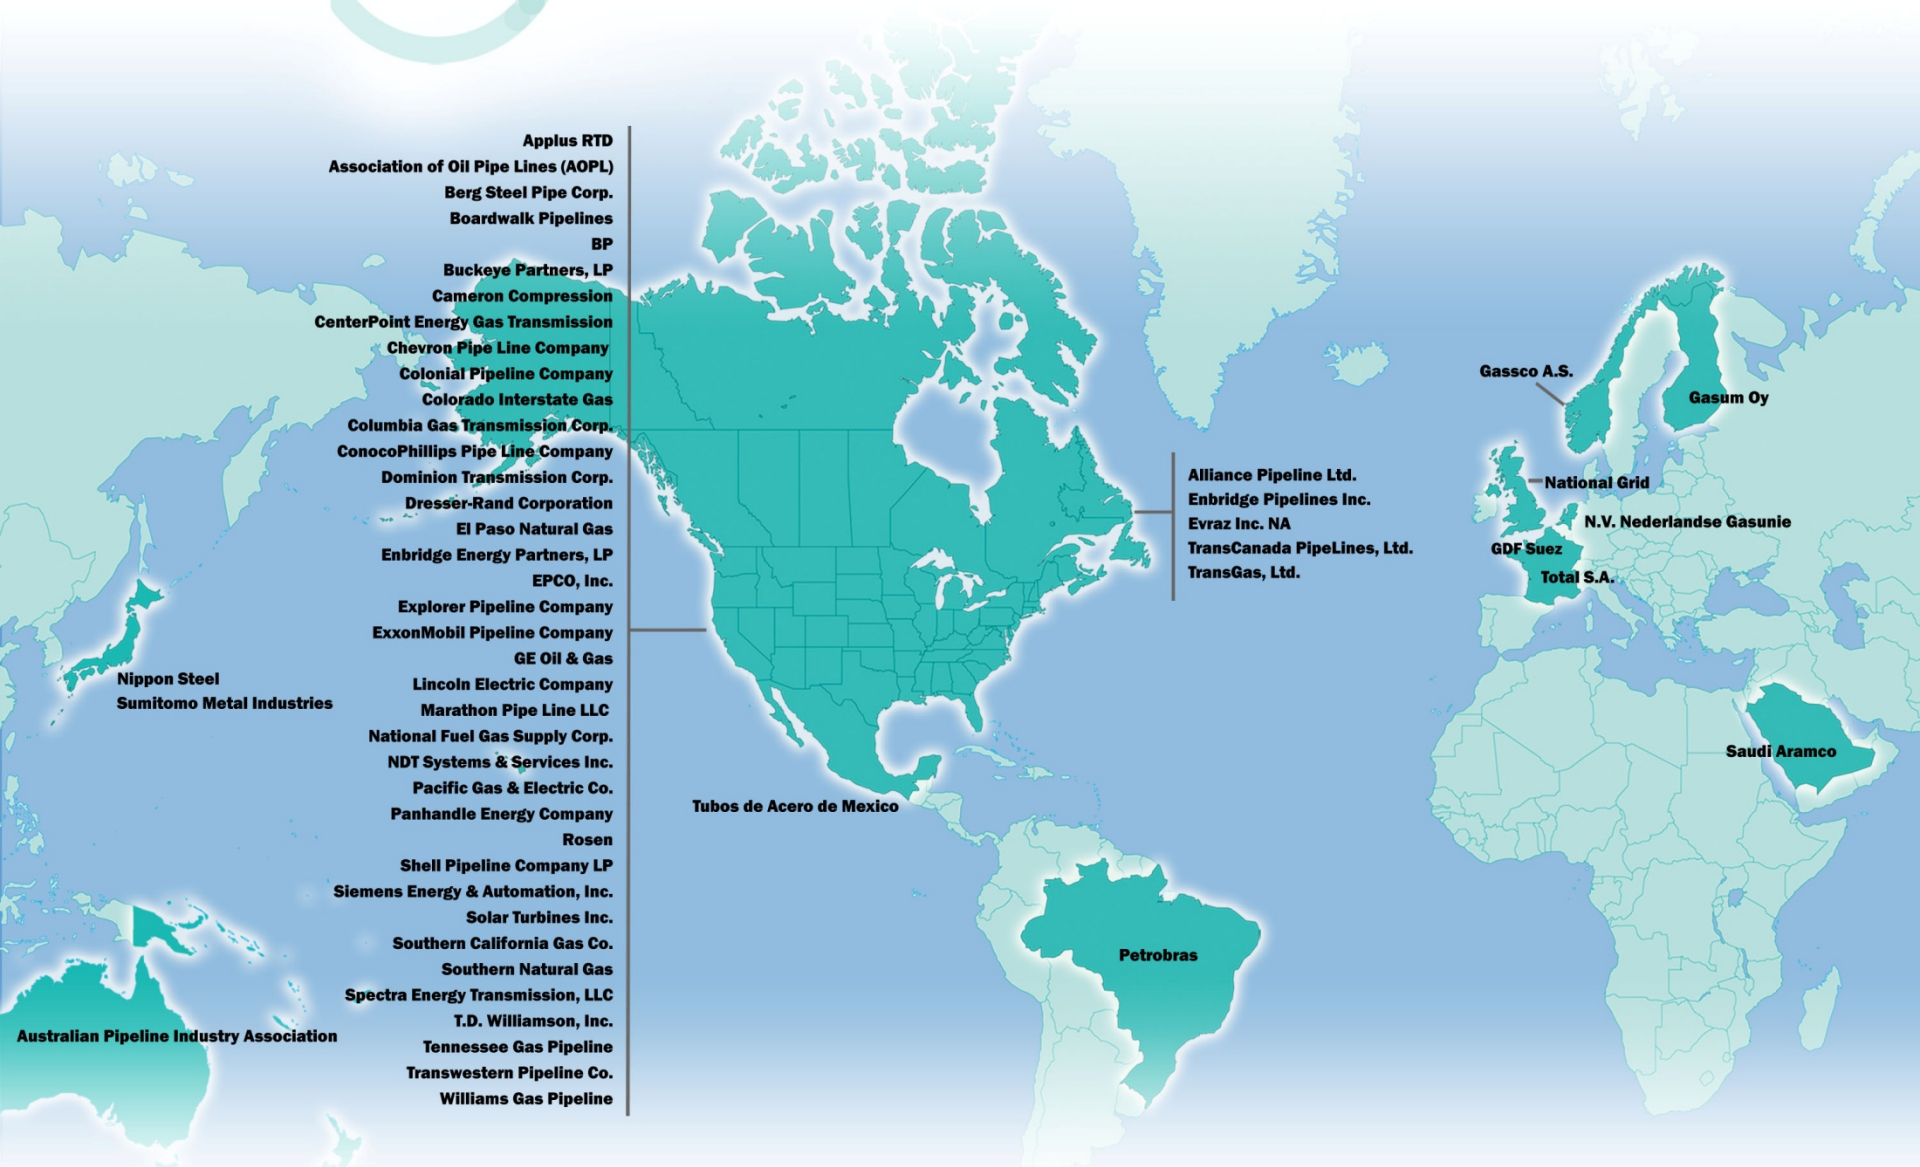 Applus RTD
Association of Oil Pipe Lines (AOPL)
Berg Steel Pipe Corp.
Boardwalk Pipelines
BP
Buckeye Partners, LP
Cameron Compression
CenterPoint Energy Gas Transmission
Chevron Pipe Line Company
Colonial Pipeline Company
Colorado Interstate Gas
Columbia Gas Transmission Corp.
ConocoPhillips Pipe Line Company
Dominion Transmission Corp.
Dresser-Rand Corporation
El Paso Natural Gas
Enbridge Energy Partners, LP
EPCO, Inc.
Explorer Pipeline Company
ExxonMobil Pipeline Company
GE Oil & Gas
Lincoln Electric Company
Marathon Pipe Line LLC
National Fuel Gas Supply Corp.
NDT Systems & Services Inc.
Pacific Gas & Electric Co.
Panhandle Energy Company
Rosen
Shell Pipeline Company LP
Siemens Energy & Automation, Inc.
Solar Turbines Inc.
Southern California Gas Co.
Southern Natural Gas
Spectra Energy Transmission, LLC
T.D. Williamson, Inc.
Tennessee Gas Pipeline
Transwestern Pipeline Co.
Williams Gas Pipeline
Nippon Steel
Sumitomo Metal Industries
Australian Pipeline Industry Association
Tubos de Acero de Mexico
Alliance Pipeline Ltd.
Enbridge Pipelines Inc.
Evraz Inc. NA
TransCanada PipeLines, Ltd.
TransGas, Ltd.
Petrobras
Gassco A.S.
Gasum Oy
National Grid
N.V. Nederlandse Gasunie
GDF Suez
Total S.A.
Saudi Aramco